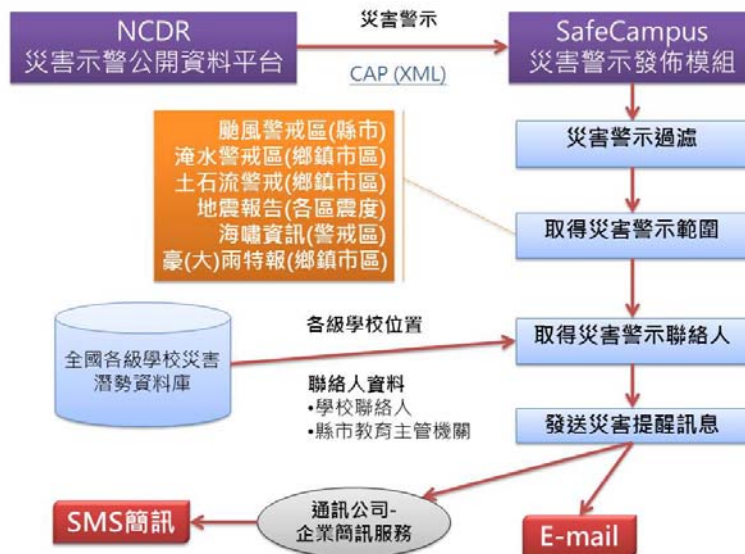 NCDR
災害示警公開資料平台
災害警示
CAP (XML)
SafeCampus
災害警示發佈模組
颱風警戒區(縣市)
淹水警戒區(鄉鎮市區)
土石流警戒(鄉鎮市區)
地震報告(各區震度)
海嘯資訊(警戒區)
豪(大)雨特報(鄉鎮市區)
災害警示過濾
取得災害警示範圍
全國各級學校災害
潛勢資料庫
各級學校位置
聯絡人資料
•學校聯絡人
•縣市教育主管機關
取得災害警示聯絡人
發送災害提醒訊息
SMS簡訊
通訊公司-
企業簡訊服務
E-mail